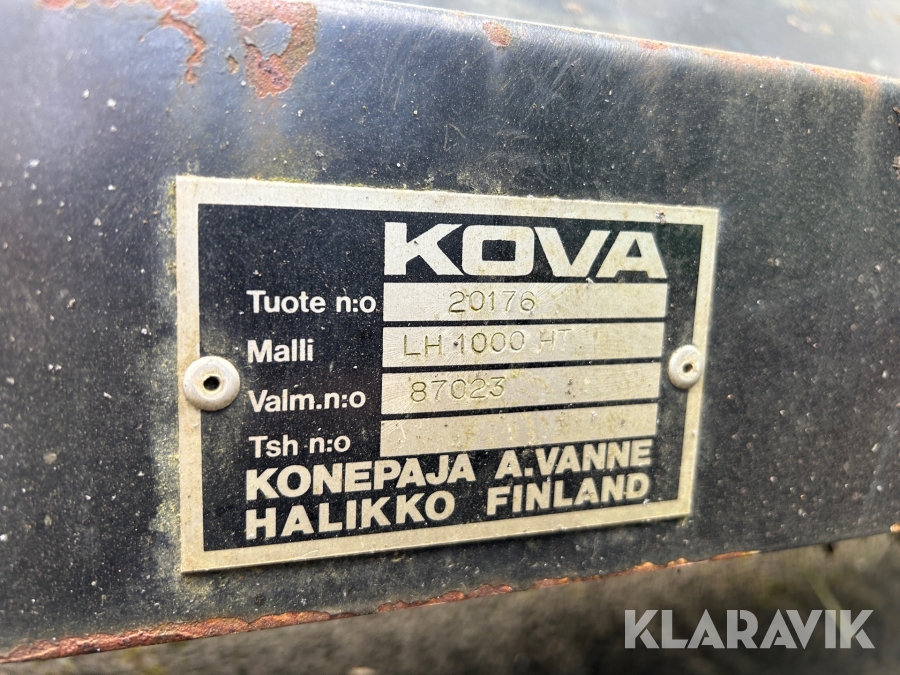 KOVA
Tuote n:o 20176
Malli LH 1000 HT
Valm.n:o 87023
Tsh n:o
KONEPAJA A.VANNE
HALIKKO FINLAND
KLARAVIK